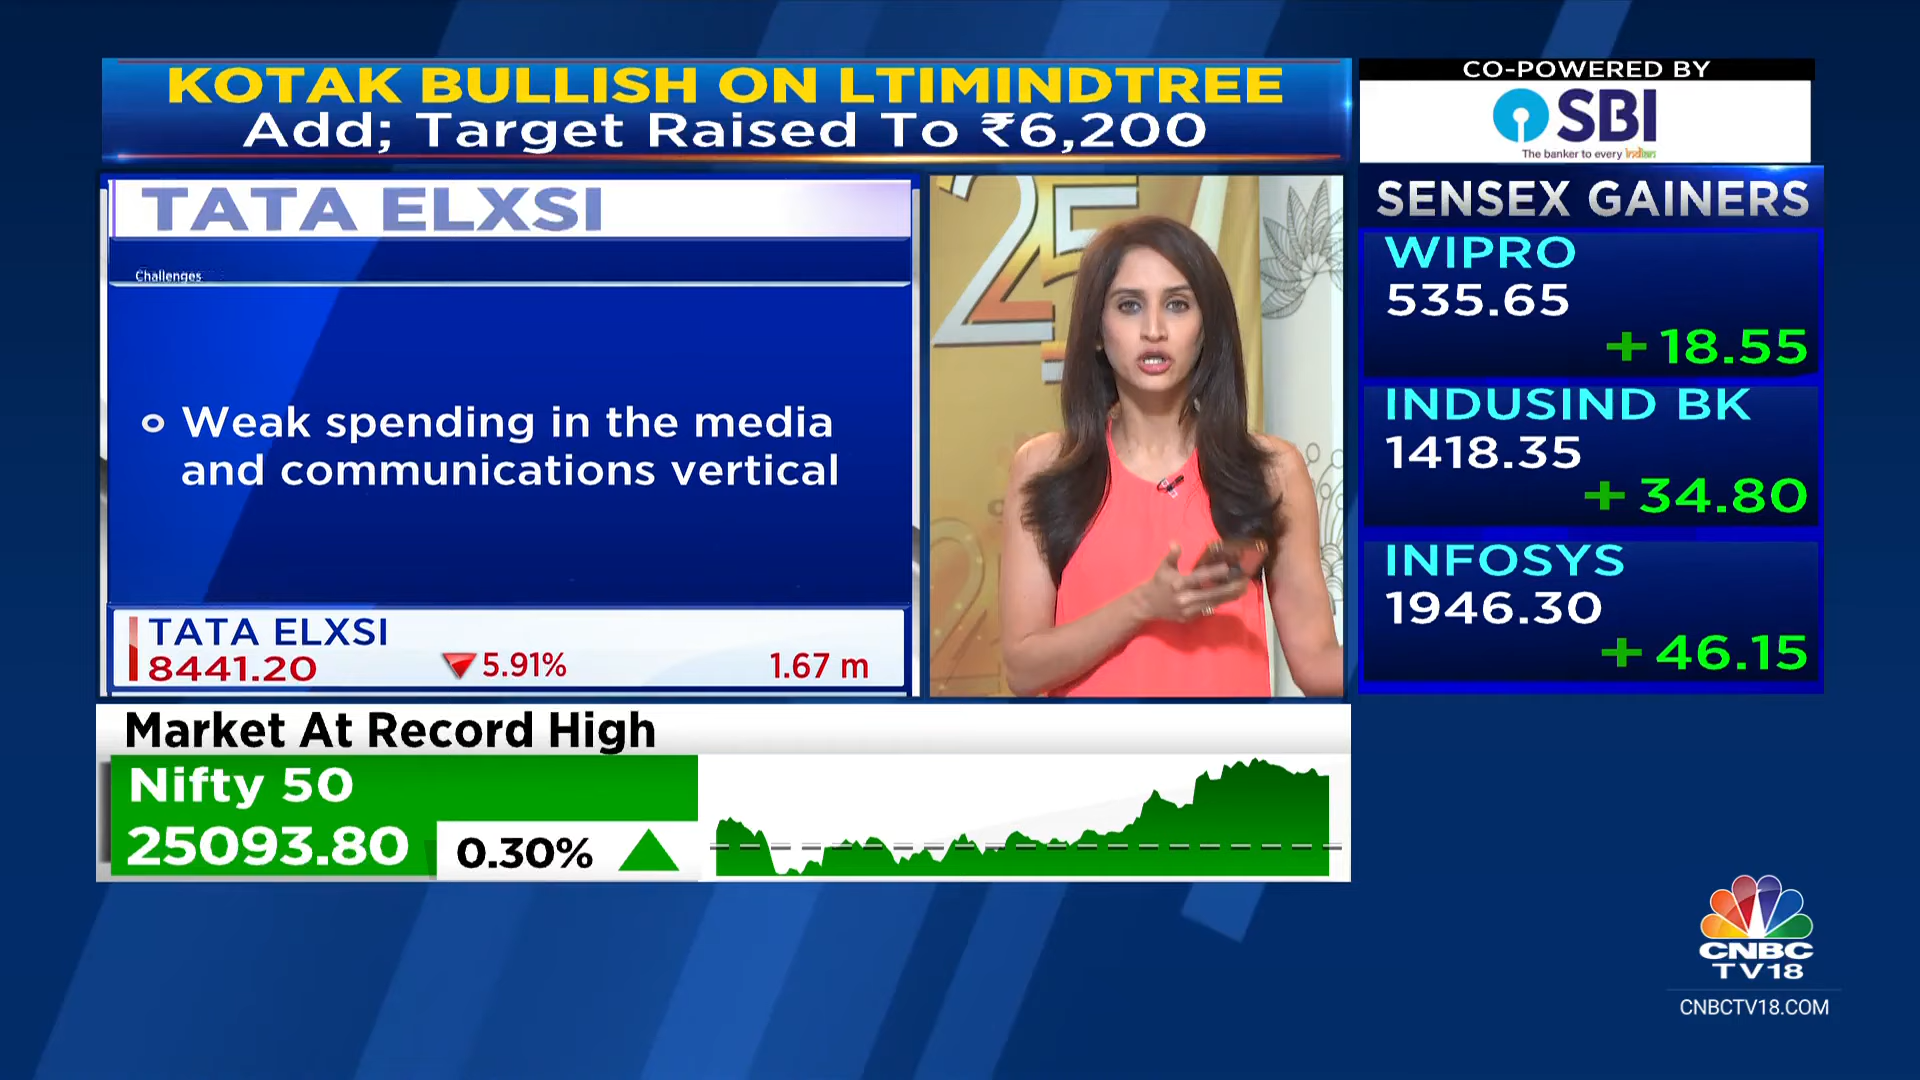 KOTAK BULLISH ON LTIMINDTREE
Add; Target Raised To ₹6,200
CO-POWERED BY
SBI
The banker to every indian
TATA ELXSI
Challenges
o Weak spending in the media
and communications vertical
TATA ELXSI
8441.20 ▼ 5.91% 1.67 m
25
SENSEX GAINERS
WIPRO
535.65
+ 18.55
INDUSIND BK
1418.35
+ 34.80
INFOSYS
1946.30
+ 46.15
Market At Record High
Nifty 50
25093.80 0.30% ▲
CNBC
TV18
CNBCTV18.COM